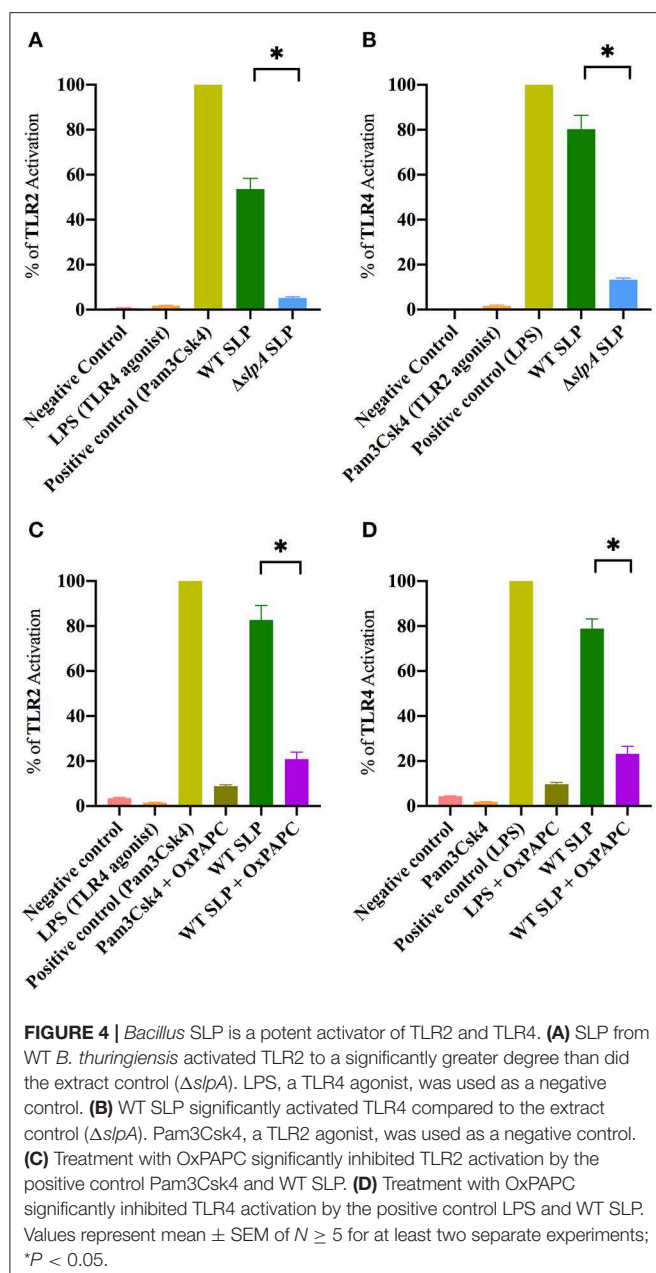 A
*
% of TLR2 Activation
100
80
60
40
20
0
Negative Control
LPS (TLR4 agonist)
Positive control (Pam3Csk4)
WT SLP
ΔslpA SLP
B
*
% of TLR4 Activation
100
80
60
40
20
0
Negative Control
Pam3Csk4 (TLR2 agonist)
Positive control (LPS)
WT SLP
ΔslpA SLP
C
*
% of TLR2 Activation
100
80
60
40
20
0
Negative control
LPS (TLR4 agonist)
Positive control (Pam3Csk4)
Pam3Csk4 + OxPAPC
WT SLP
WT SLP + OxPAPC
D
*
% of TLR4 Activation
100
80
60
40
20
0
Negative control
Pam3Csk4
Positive control (LPS)
LPS + OxPAPC
WT SLP
WT SLP + OxPAPC
FIGURE 4 | Bacillus SLP is a potent activator of TLR2 and TLR4. (A) SLP from
WT B. thuringiensis activated TLR2 to a significantly greater degree than did
the extract control (ΔslpA). LPS, a TLR4 agonist, was used as a negative
control. (B) WT SLP significantly activated TLR4 compared to the extract
control (ΔslpA). Pam3Csk4, a TLR2 agonist, was used as a negative control.
(C) Treatment with OxPAPC significantly inhibited TLR2 activation by the
positive control Pam3Csk4 and WT SLP. (D) Treatment with OxPAPC
significantly inhibited TLR4 activation by the positive control LPS and WT SLP.
Values represent mean ± SEM of N ≥ 5 for at least two separate experiments;
*P < 0.05.